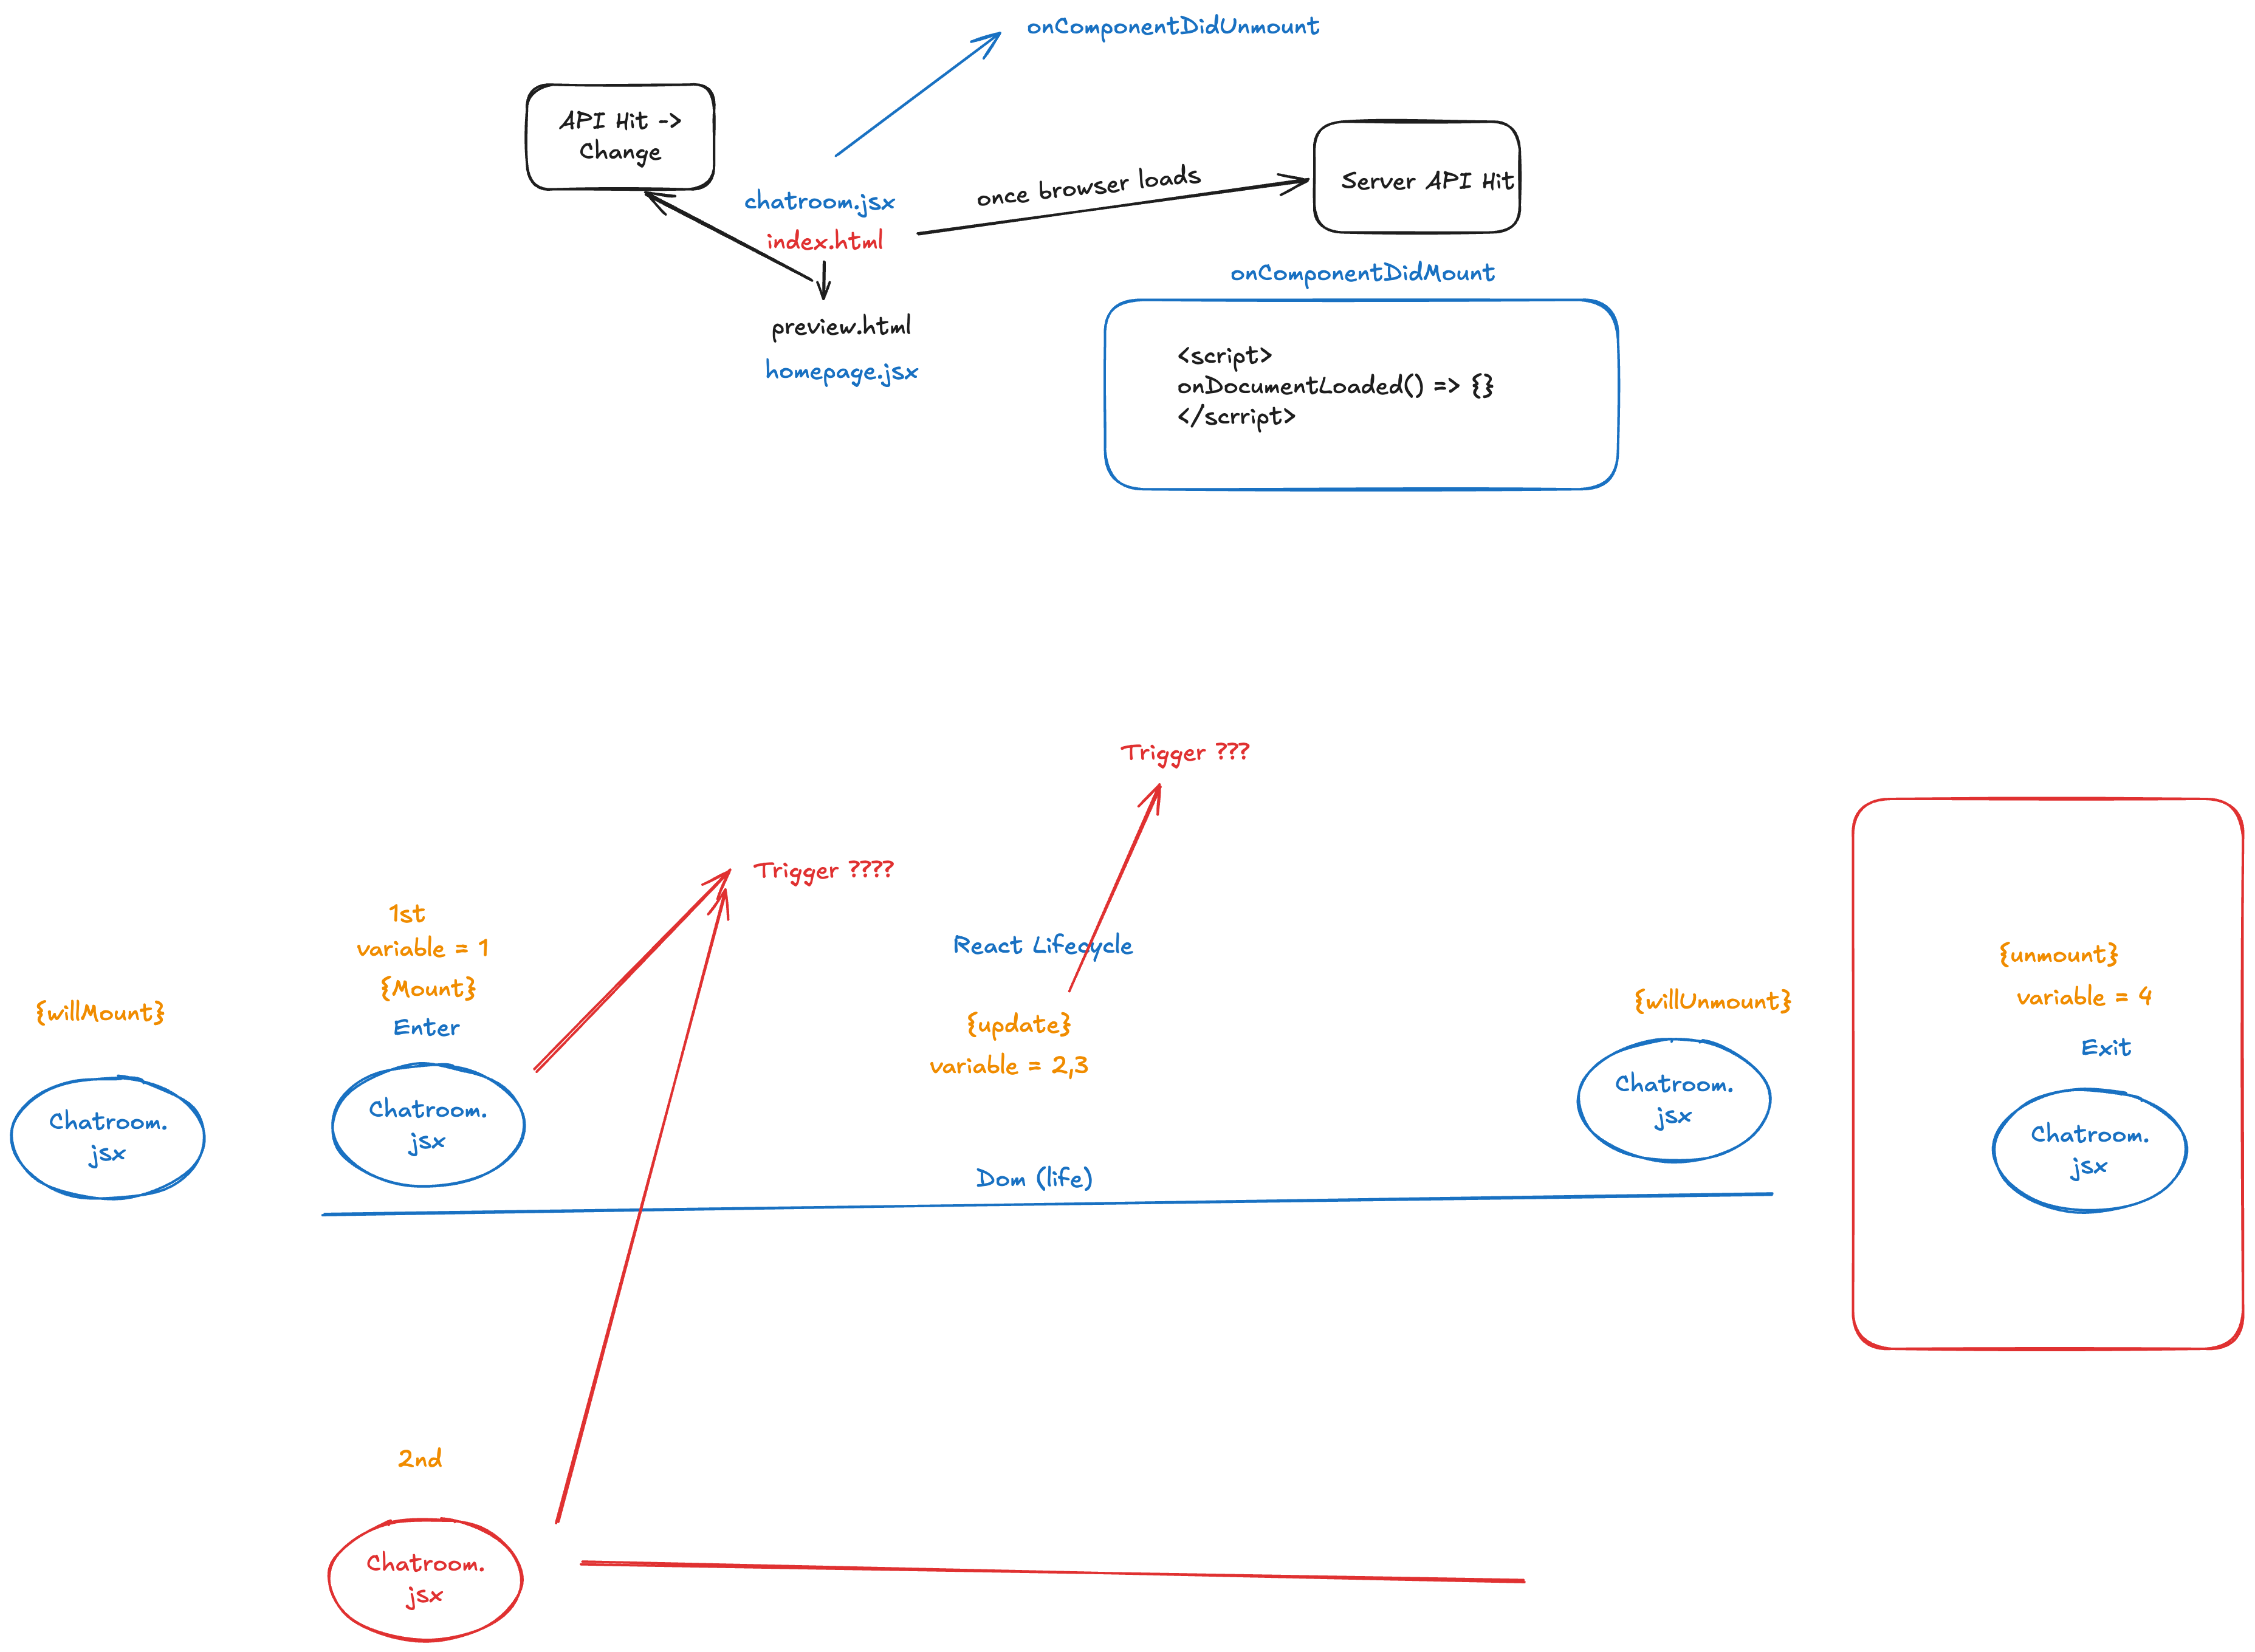 onComponentDidUnmount
API Hit ->
Change
once browser loads
Server API Hit
chatroom.jsx
index.html
onComponentDidMount
preview.html
homepage.jsx
<script>
onDocumentLoaded() => {}
</scrript>
Trigger ???
Trigger ????
1st
variable = 1
{Mount}
Enter
React Lifecycle
{unmount}
variable = 4
Exit
{willMount}
{update}
variable = 2,3
{willUnmount}
Chatroom.
jsx
Chatroom.
jsx
Chatroom.
jsx
Chatroom.
jsx
Dom (life)
2nd
Chatroom.
jsx